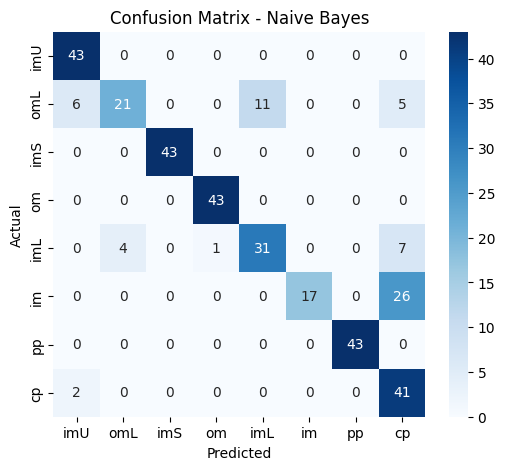 Confusion Matrix - Naive Bayes
imU 43 0 0 0 0 0 0 0
omL 6 21 0 0 11 0 0 5
imS 0 0 43 0 0 0 0 0
om 0 0 0 43 0 0 0 0
imL 0 4 0 1 31 0 0 7
im 0 0 0 0 0 17 0 26
pp 0 0 0 0 0 0 43 0
cp 2 0 0 0 0 0 0 41
imU omL imS om imL im pp cp
Actual
Predicted
40
35
30
25
20
15
10
5
0